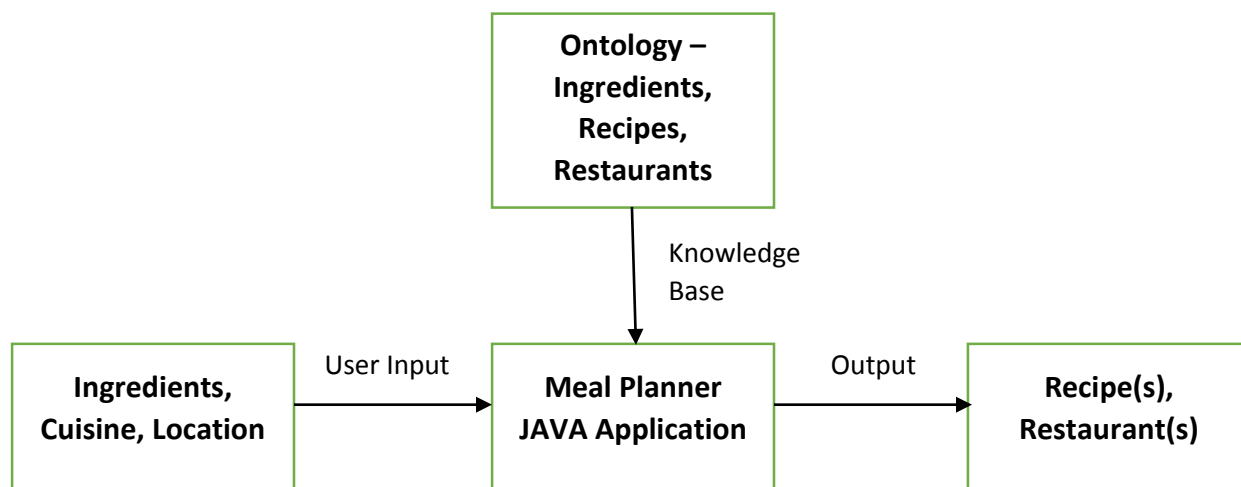 Ontology –
Ingredients,
Recipes,
Restaurants
Knowledge
Base
User Input
Output
Ingredients,
Cuisine, Location
Meal Planner
JAVA Application
Recipe(s),
Restaurant(s)